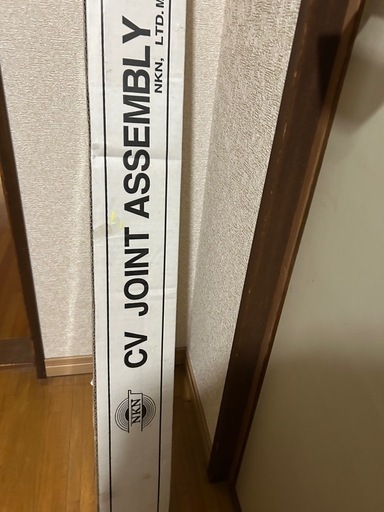 CV JOINT ASSEMBLY
NKN, LTD.
NKN